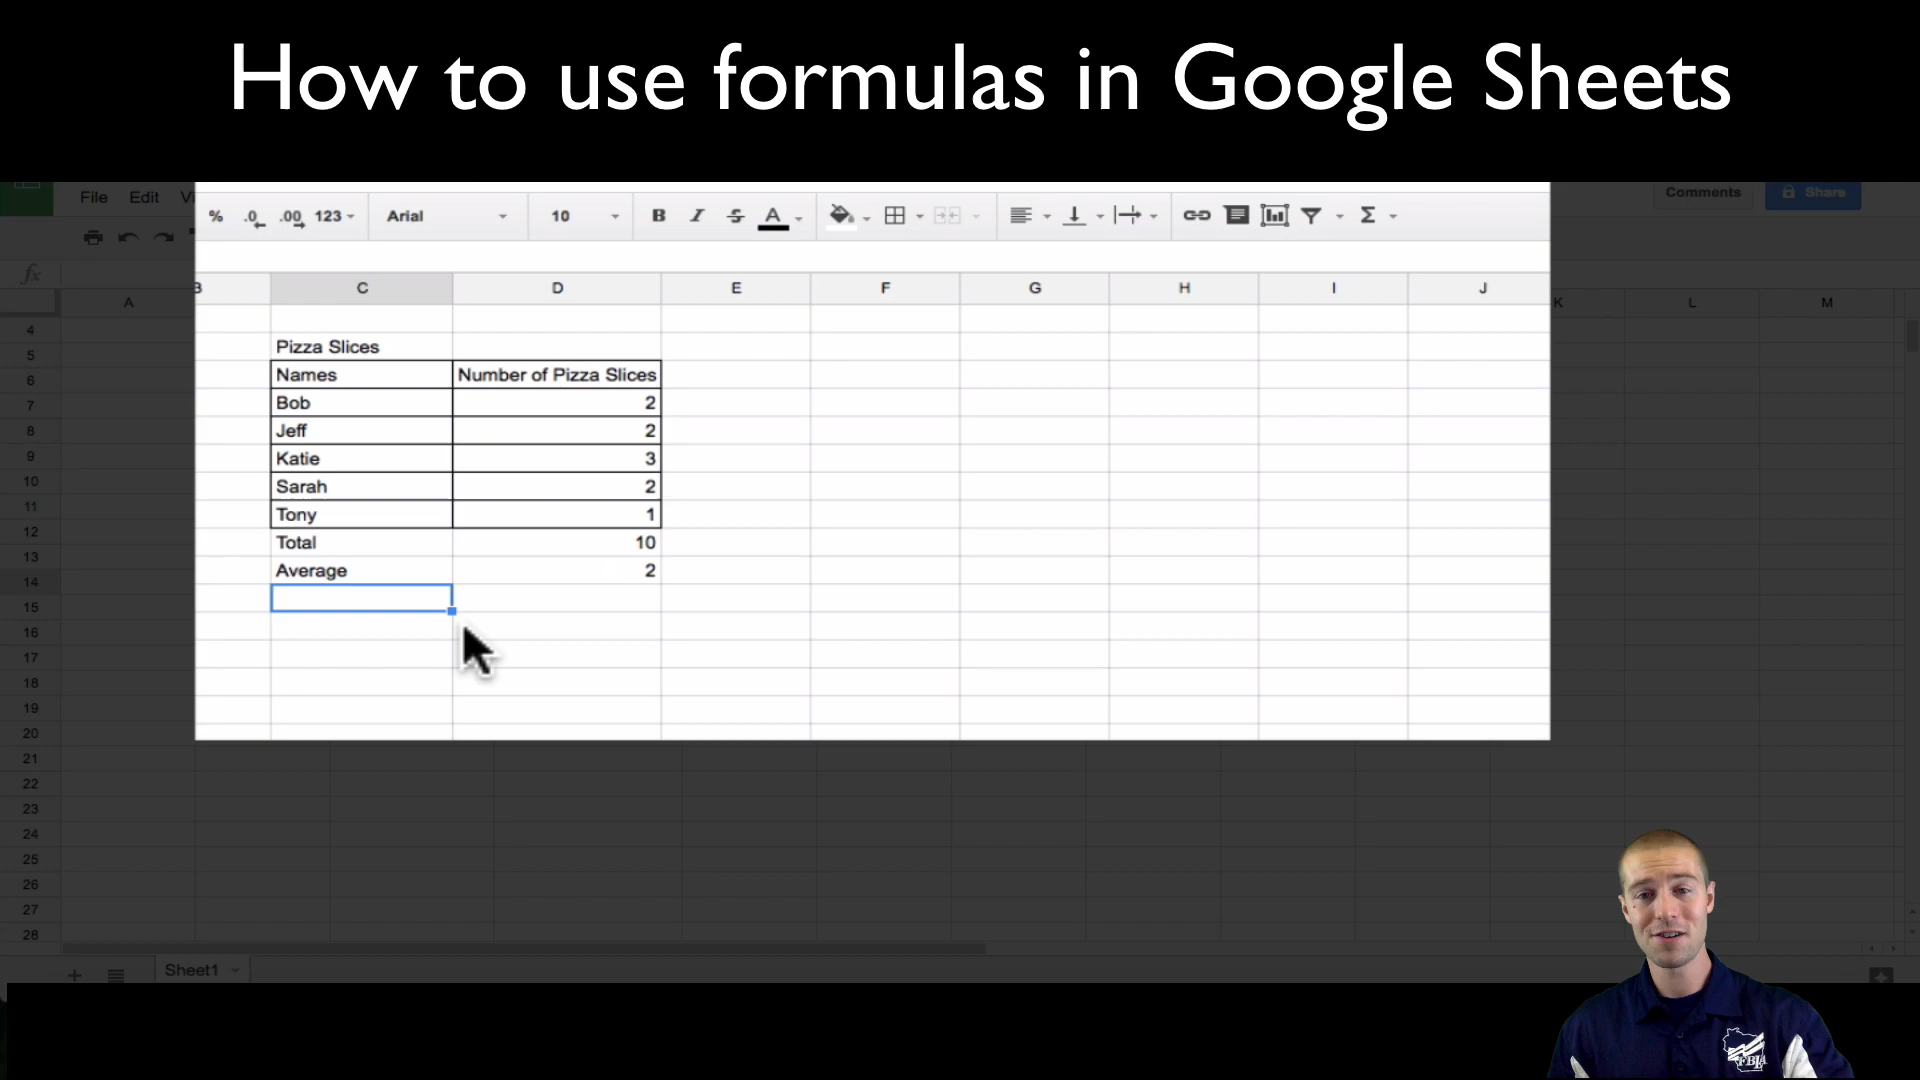 How to use formulas in Google Sheets
File Edit Vi
Comments Share
% .0 .00 123 Arial 10 B I S A Σ
fx
A B C D E F G H I J K L M
4
5 Pizza Slices
6 Names Number of Pizza Slices
7 Bob 2
8 Jeff 2
9 Katie 3
10 Sarah 2
11 Tony 1
12 Total 10
13 Average 2
14
15
16
17
18
19
20
21
22
23
24
25
26
27
28
Sheet1
FBLA